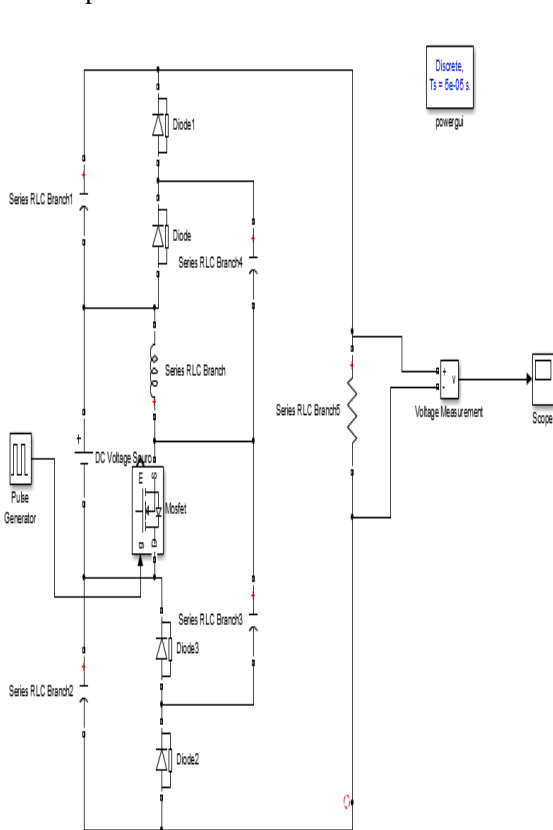 Discrete,
Ts = 5e-05 s.
powergui
Diode1
Series RLC Branch1
Diode
Series RLC Branch4
Series RLC Branch
Series RLC Branch5
+
-
v
Voltage Measurement
Scope
+
DC Voltage Sourc
Pulse
Generator
m
S
Mosfet
g
D
Series RLC Branch3
Diode3
Series RLC Branch2
Diode2